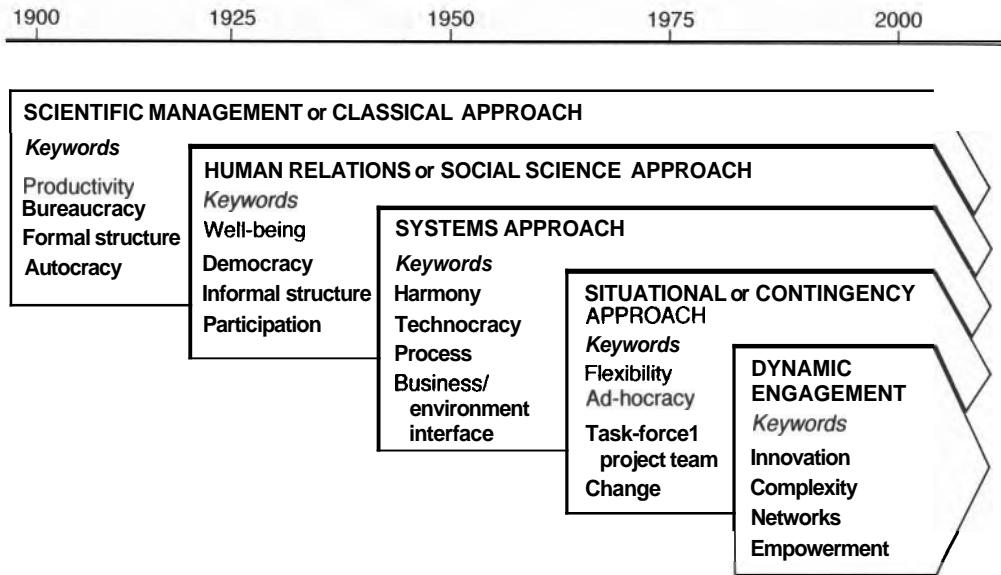 1900 1925 1950 1975 2000
SCIENTIFIC MANAGEMENT or CLASSICAL APPROACH
Keywords
Productivity
Bureaucracy
Formal structure
Autocracy
HUMAN RELATIONS or SOCIAL SCIENCE APPROACH
Keywords
Well-being
Democracy
Informal structure
Participation
SYSTEMS APPROACH
Keywords
Harmony
Technocracy
Process
Business/
environment
interface
SITUATIONAL or CONTINGENCY
APPROACH
Keywords
Flexibility
Ad-hocracy
Task-force1
project team
Change
DYNAMIC
ENGAGEMENT
Keywords
Innovation
Complexity
Networks
Empowerment